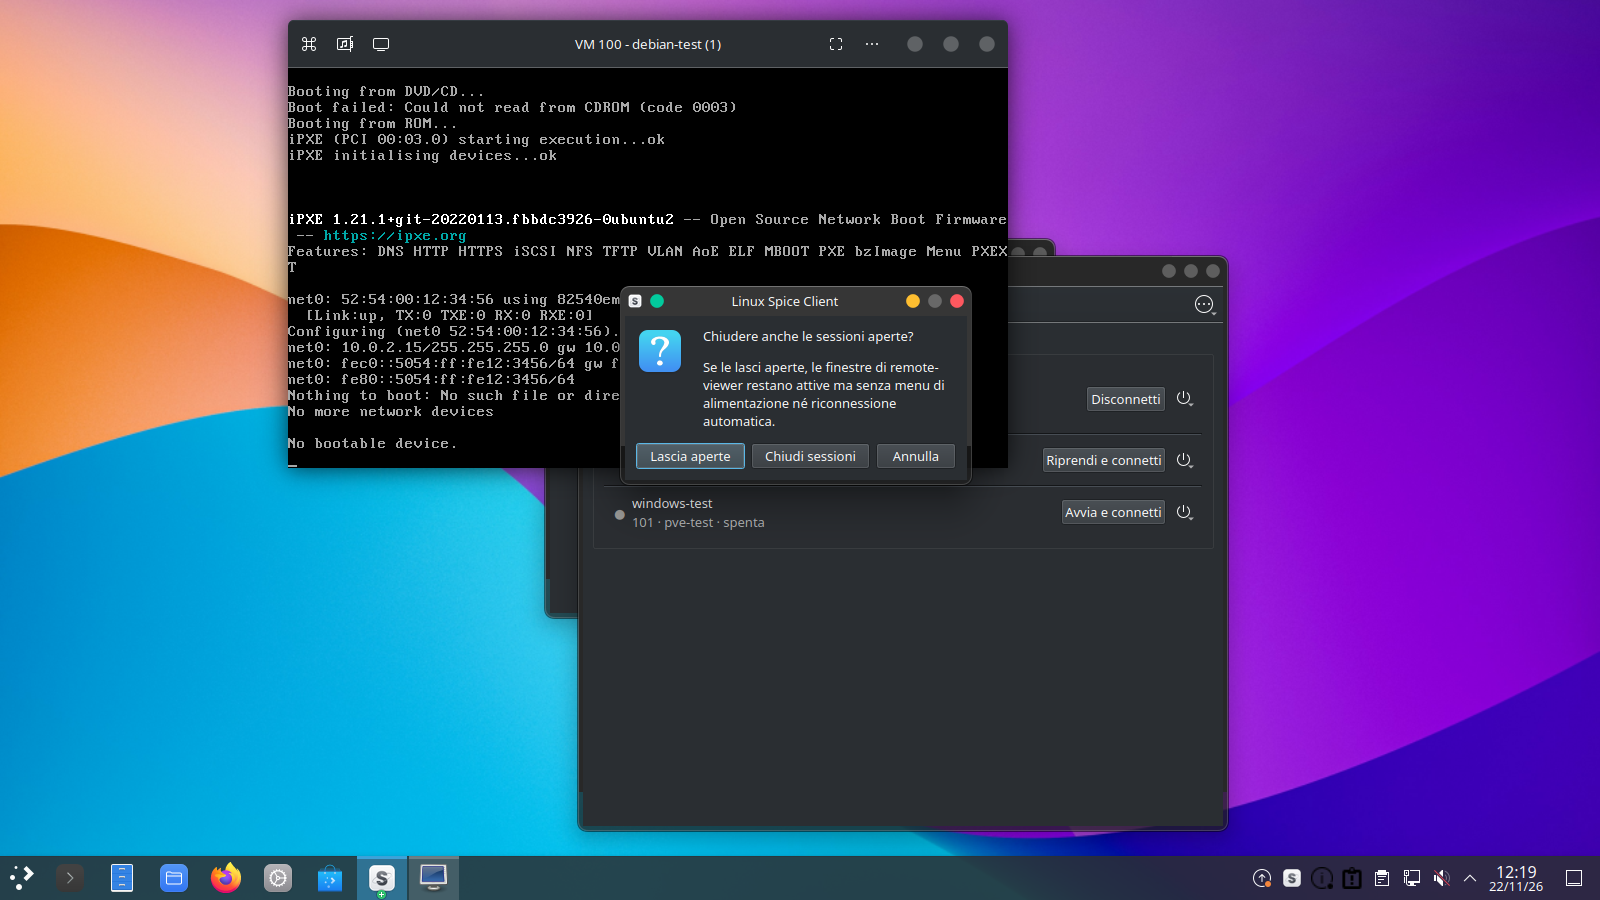 VM 100 - debian-test (1)
Booting from DVD/CD...
Boot failed: Could not read from CDROM (code 0003)
Booting from ROM...
iPXE (PCI 00:03.0) starting execution...ok
iPXE initialising devices...ok
iPXE 1.21.1+git-20220113.fbbdc3926-0ubuntu2 -- Open Source Network Boot Firmware
-- https://ipxe.org
Features: DNS HTTP HTTPS iSCSI NFS TFTP VLAN AoE ELF MBOOT PXE bzImage Menu PXEX
T
net0: 52:54:00:12:34:56 using 82540em
[Link:up, TX:0 TXE:0 RX:0 RXE:0]
Configuring (net0 52:54:00:12:34:56).
net0: 10.0.2.15/255.255.255.0 gw 10.0
net0: fec0::5054:ff:fe12:3456/64 gw f
net0: fe80::5054:ff:fe12:3456/64
Nothing to boot: No such file or dire
No more network devices
No bootable device.
Linux Spice Client
Chiudere anche le sessioni aperte?
Se le lasci aperte, le finestre di remote-
viewer restano attive ma senza menu di
alimentazione né riconnessione
automatica.
Lascia aperte
Chiudi sessioni
Annulla
Disconnetti
Riprendi e connetti
windows-test
101 · pve-test · spenta
Avvia e connetti
12:19
22/11/26